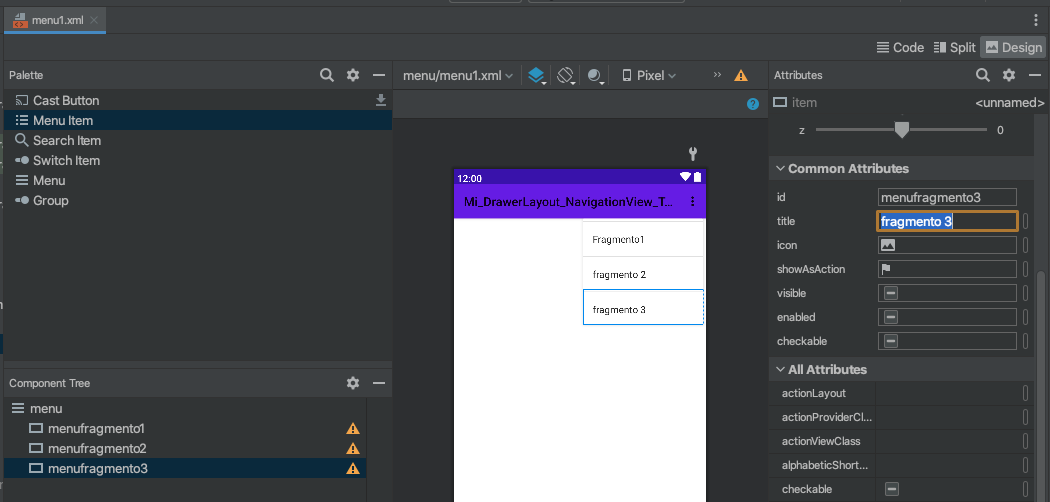 menu1.xml
Code
Split
Design
Palette
menu/menu1.xml
Pixel
Attributes
Cast Button
Menu Item
Search Item
Switch Item
Menu
Group
12:00
Mi_DrawerLayout_NavigationView_T...
Fragmento1
fragmento 2
fragmento 3
item
<unnamed>
z
0
Common Attributes
id
menufragmento3
title
fragmento 3
icon
showAsAction
visible
enabled
checkable
All Attributes
actionLayout
actionProviderCl...
actionViewClass
alphabeticShort...
checkable
Component Tree
menu
menufragmento1
menufragmento2
menufragmento3